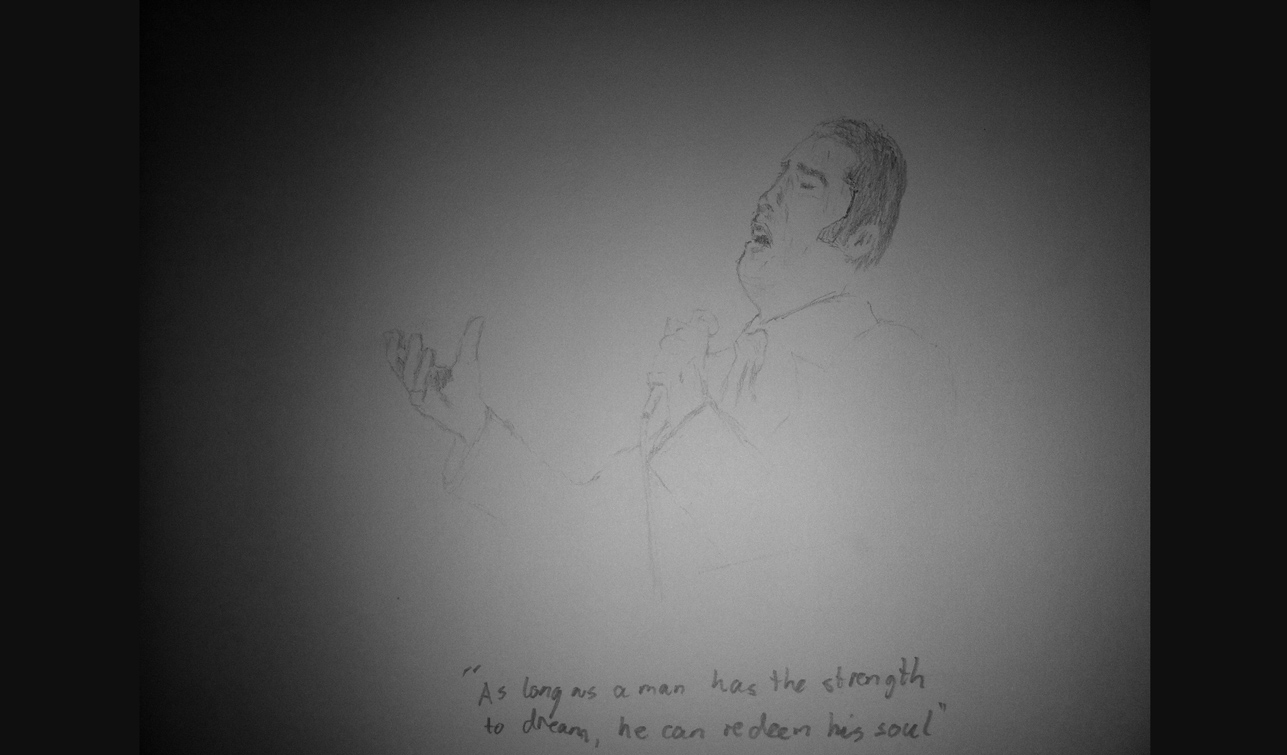 "As long as a man has the strength
to dream, he can redeem his soul"